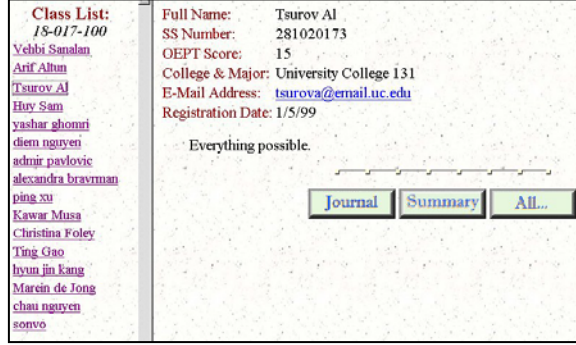 Class List:
18-017-100
Vehbi Sanalan
Arif Altun
Tsurov Al
Huy Sam
yashar ghomri
diem nguyen
admir pavlovic
alexandra bravrman
ping xu
Kawar Musa
Christina Foley
Ting Gao
hyun jin kang
Marein de Jong
chau nguyen
sonvo
Full Name: Tsurov Al
SS Number: 281020173
OEPT Score: 15
College & Major: University College 131
E-Mail Address: tsurova@email.uc.edu
Registration Date: 1/5/99
Everything possible.
Journal Summary All...